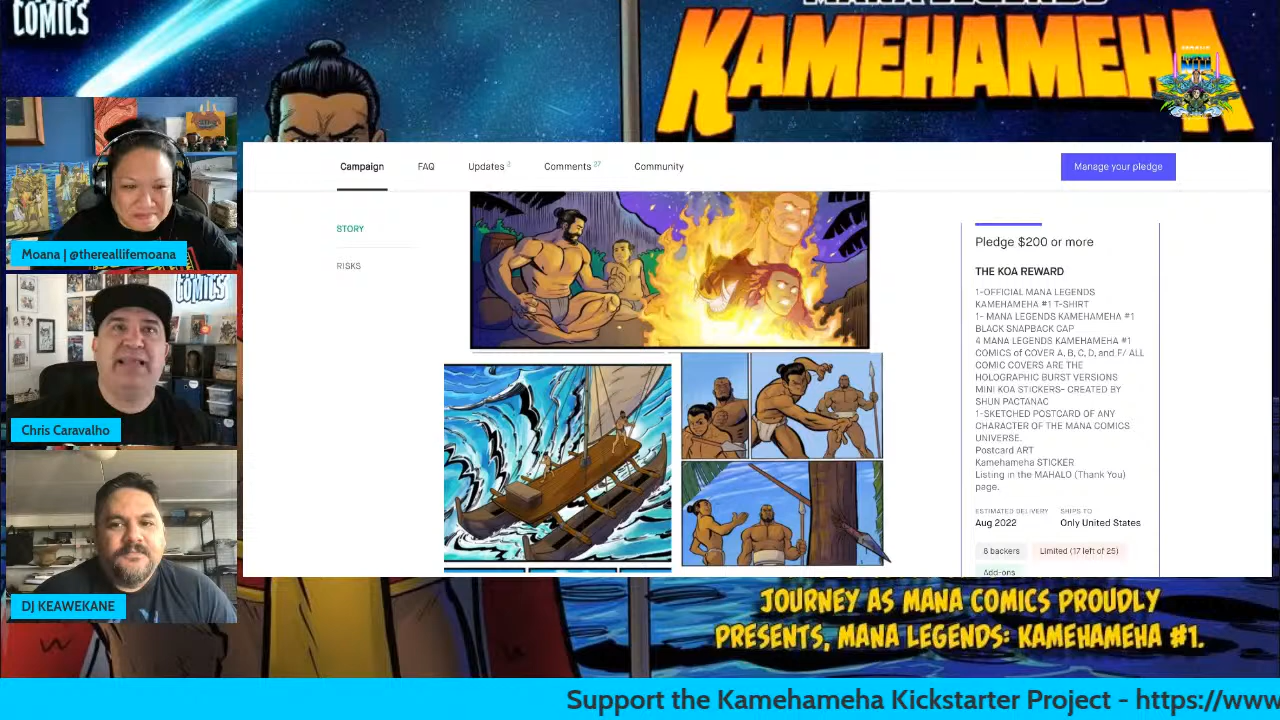 COMICS
MANA LEGENDS
KAMEHAMEHA
Moana | @thereallifemoana
COMICS
Chris Caravalho
DJ KEAWEKANE
Campaign
FAQ
Updates 2
Comments 27
Community
Manage your pledge
STORY
RISKS
Pledge $200 or more
THE KOA REWARD
1-OFFICIAL MANA LEGENDS
KAMEHAMEHA #1 T-SHIRT
1- MANA LEGENDS KAMEHAMEHA #1
BLACK SNAPBACK CAP
4 MANA LEGENDS KAMEHAMEHA #1
COMICS of COVER A, B, C, D, and F/ ALL
COMIC COVERS ARE THE
HOLOGRAPHIC BURST VERSIONS
MINI KOA STICKERS- CREATED BY
SHUN PACTANAC
1-SKETCHED POSTCARD OF ANY
CHARACTER OF THE MANA COMICS
UNIVERSE.
Postcard ART
Kamehameha STICKER
Listing in the MAHALO (Thank You)
page.
ESTIMATED DELIVERY
SHIPS TO
Aug 2022
Only United States
8 backers
Limited (17 left of 25)
Add-ons
JOURNEY AS MANA COMICS PROUDLY
PRESENTS, MANA LEGENDS: KAMEHAMEHA #1.
Support the Kamehameha Kickstarter Project - https://www